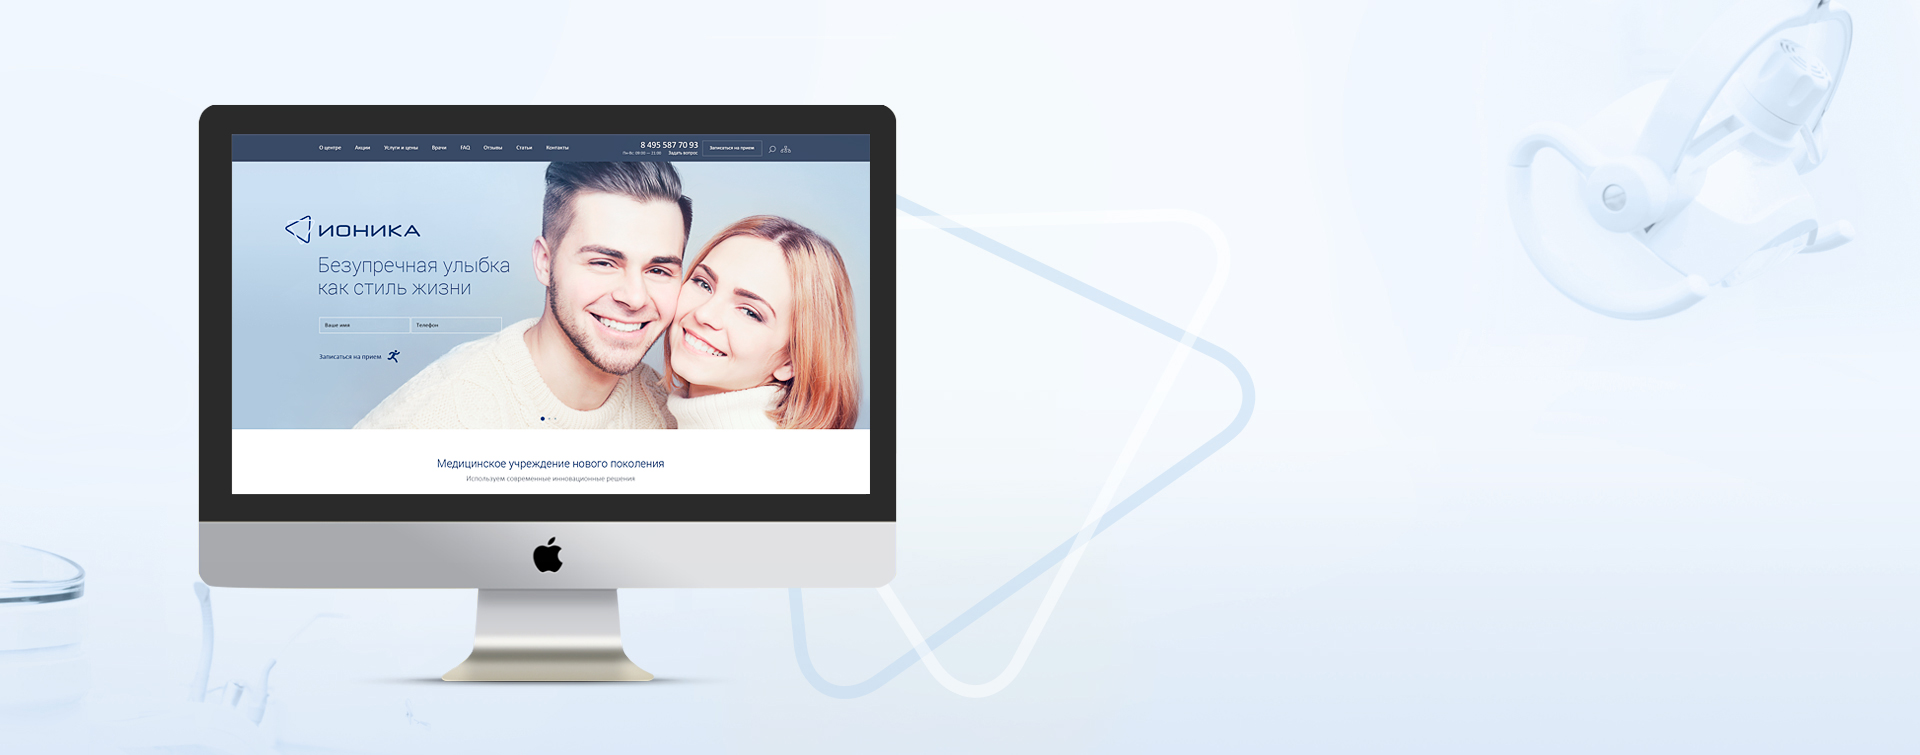 О центре Акции Услуги и цены Врачи FAQ Отзывы Статьи Контакты
8 495 587 70 93
Пн-Вс: 09:00 — 21:00 Задать вопрос
Записаться на прием
ИОНИКА
Безупречная улыбка
как стиль жизни
Ваше имя Телефон
Записаться на прием
Медицинское учреждение нового поколения
Используем современные инновационные решения